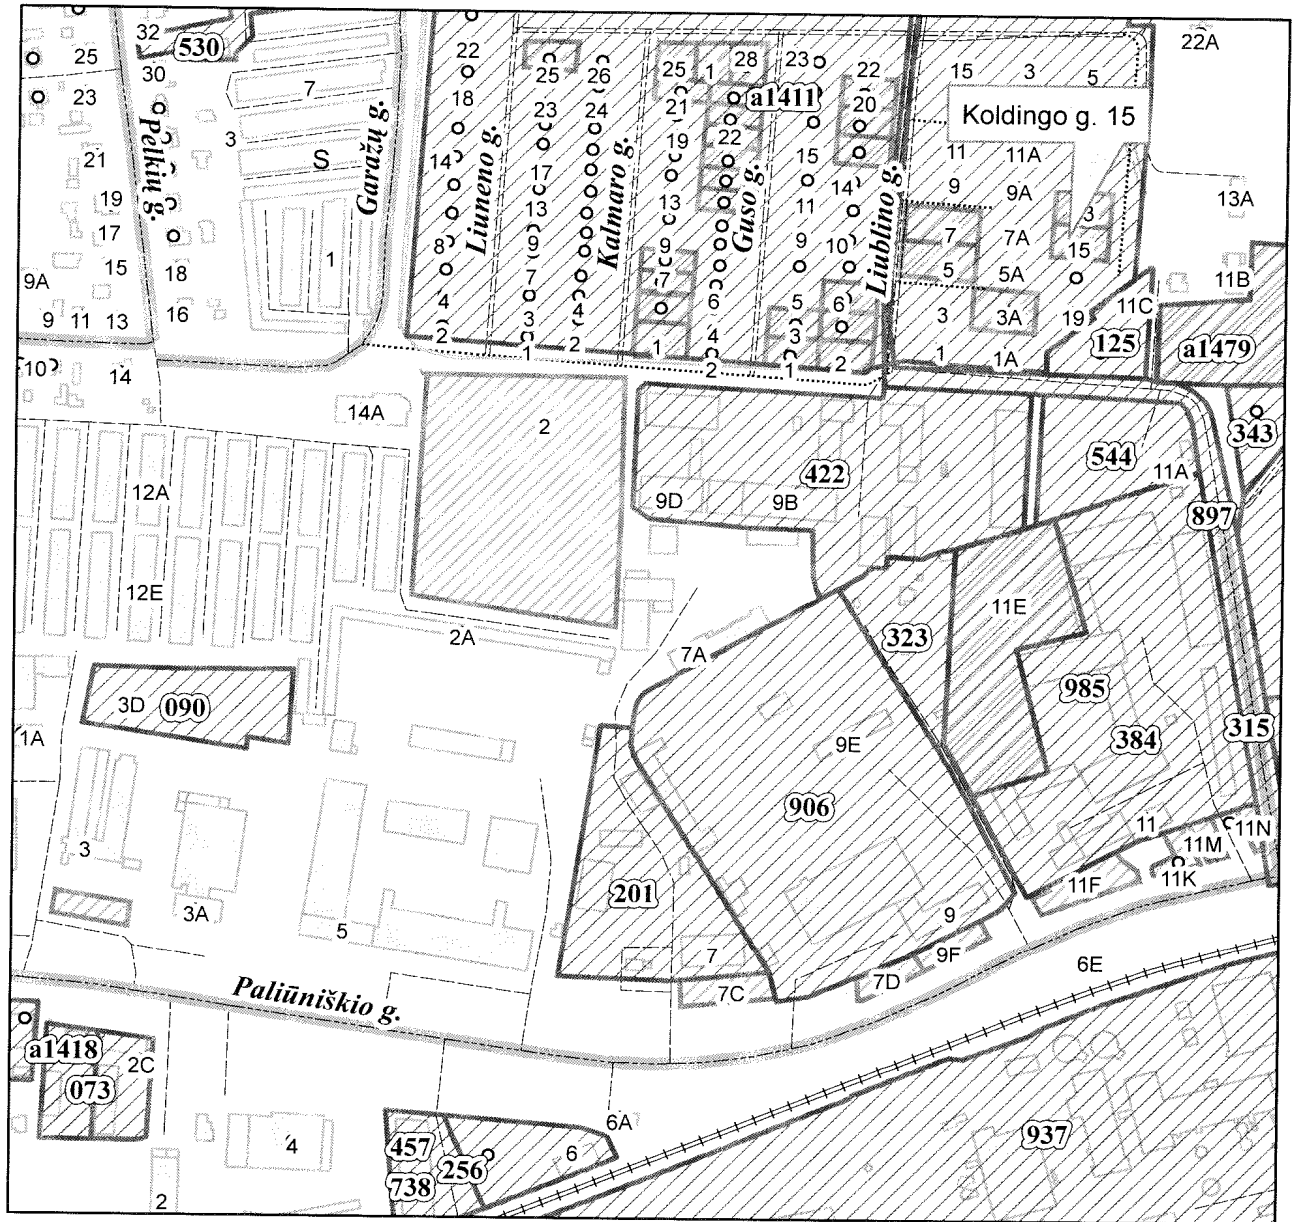 32
530
25
30
7
23
3
Pelkių g.
21
S
Garažų g.
19
17
9A
15
18
1
16
9
11
13
10
14
14A
22
18
14
8
4
2
Liuneno g.
25
23
17
13
9
7
3
1
26
24
4
2
Kalmaro g.
25
1
28
21
19
22
13
9
7
6
4
1
2
Guso g.
a1411
23
22
20
15
14
11
9
10
5
6
3
1
2
Liublino g.
15
3
5
22A
Koldingo g. 15
11
11A
9
9A
3
13A
7
7A
15
5
5A
11B
3
3A
19
11C
1
1A
125
a1479
343
2
422
544
11A
9D
9B
897
12A
12E
11E
323
2A
7A
985
384
315
3D
090
1A
9E
906
11
11N
11M
11K
11F
3
3A
5
201
9
9F
7
7C
7D
6E
Paliūniškio g.
a1418
2C
073
6A
4
457
256
6
738
937
2